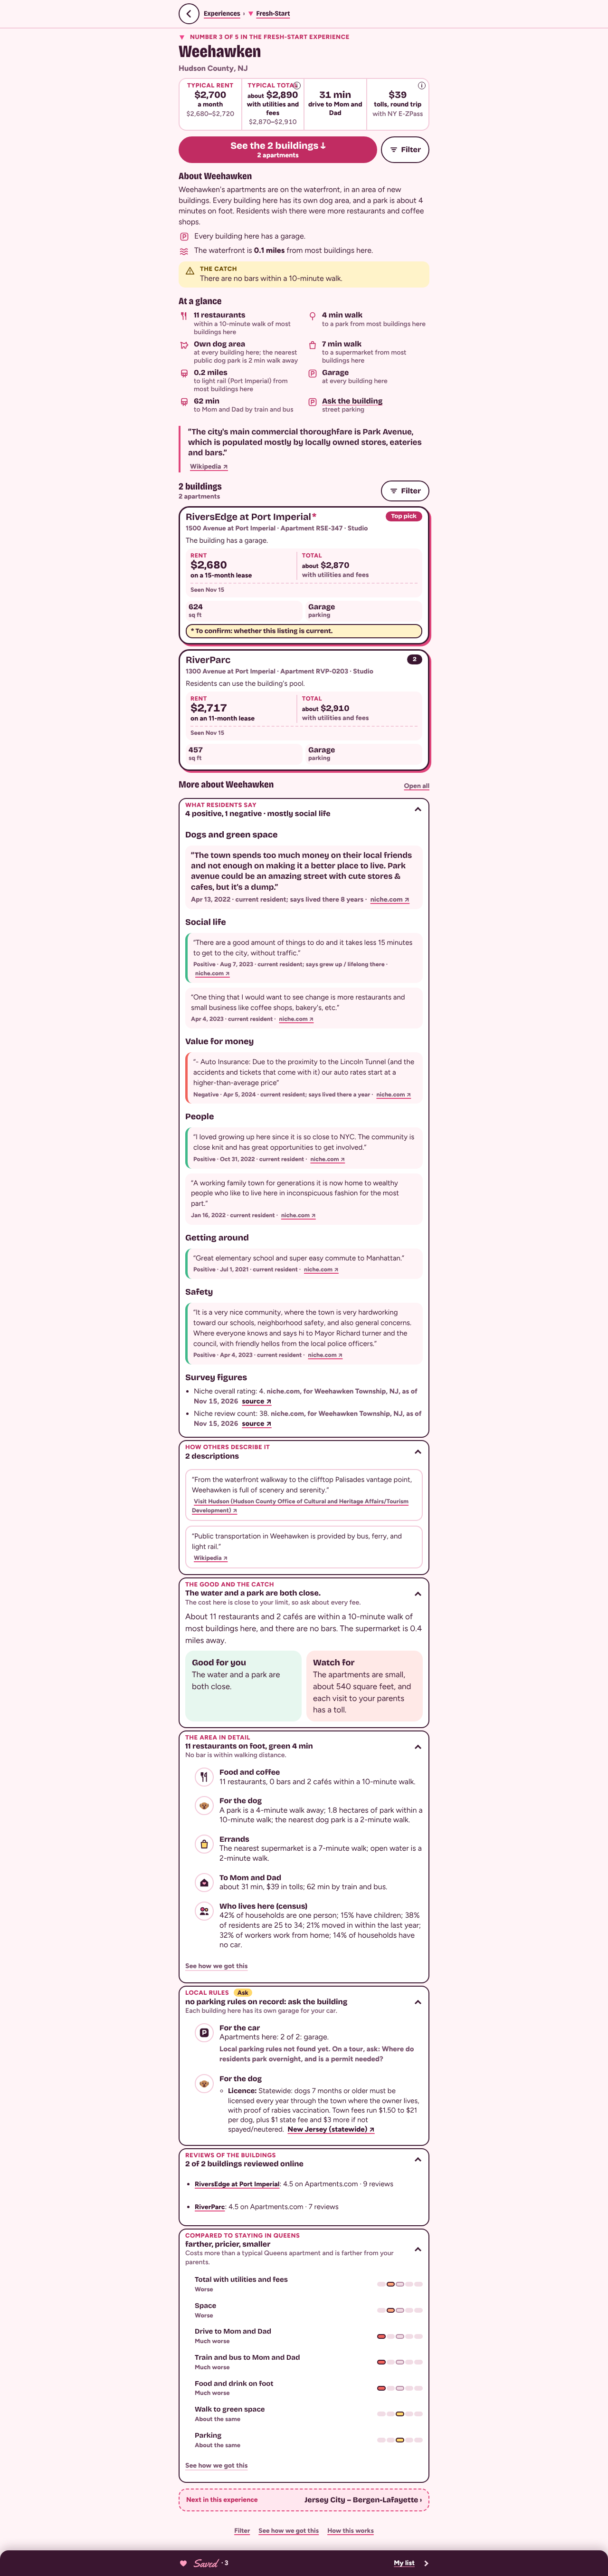 Experiences › ♥ Fresh-Start
♥ NUMBER 3 OF 5 IN THE FRESH-START EXPERIENCE
Weehawken
Hudson County, NJ
TYPICAL RENT
$2,700
a month
$2,680–$2,720
TYPICAL TOTAL
about $2,890
with utilities and
fees
$2,870–$2,910
31 min
drive to Mom and
Dad
$39
tolls, round trip
with NY E-ZPass
See the 2 buildings ↓
2 apartments
Filter
About Weehawken
Weehawken's apartments are on the waterfront, in an area of new
buildings. Every building here has its own dog area, and a park is about 4
minutes on foot. Residents wish there were more restaurants and coffee
shops.
Every building here has a garage.
The waterfront is 0.1 miles from most buildings here.
THE CATCH
There are no bars within a 10-minute walk.
At a glance
11 restaurants
within a 10-minute walk of most
buildings here
4 min walk
to a park from most buildings here
Own dog area
at every building here; the nearest
public dog park is 2 min walk away
7 min walk
to a supermarket from most
buildings here
0.2 miles
to light rail (Port Imperial) from
most buildings here
Garage
at every building here
62 min
to Mom and Dad by train and bus
Ask the building
street parking
"The city's main commercial thoroughfare is Park Avenue,
which is populated mostly by locally owned stores, eateries
and bars."
Wikipedia ↗
2 buildings
2 apartments
Filter
RiversEdge at Port Imperial*
Top pick
1500 Avenue at Port Imperial · Apartment RSE-347 · Studio
The building has a garage.
RENT
$2,680
on a 15-month lease
TOTAL
about $2,870
with utilities and fees
Seen Nov 15
624
sq ft
Garage
parking
* To confirm: whether this listing is current.
RiverParc
2
1300 Avenue at Port Imperial · Apartment RVP-0203 · Studio
Residents can use the building's pool.
RENT
$2,717
on an 11-month lease
TOTAL
about $2,910
with utilities and fees
Seen Nov 15
457
sq ft
Garage
parking
More about Weehawken
Open all
WHAT RESIDENTS SAY
4 positive, 1 negative · mostly social life
Dogs and green space
"The town spends too much money on their local friends
and not enough on making it a better place to live. Park
avenue could be an amazing street with cute stores &
cafes, but it's a dump."
Apr 13, 2022 · current resident; says lived there 8 years · niche.com ↗
Social life
"There are a good amount of things to do and it takes less 15 minutes
to get to the city, without traffic."
Positive · Aug 7, 2023 · current resident; says grew up / lifelong there ·
niche.com ↗
"One thing that I would want to see change is more restaurants and
small business like coffee shops, bakery's, etc."
Apr 4, 2023 · current resident · niche.com ↗
Value for money
"- Auto Insurance: Due to the proximity to the Lincoln Tunnel (and the
accidents and tickets that come with it) our auto rates start at a
higher-than-average price"
Negative · Apr 5, 2024 · current resident; says lived there a year · niche.com ↗
People
"I loved growing up here since it is so close to NYC. The community is
close knit and has great opportunities to get involved."
Positive · Oct 31, 2022 · current resident · niche.com ↗
"A working family town for generations it is now home to wealthy
people who like to live here in inconspicuous fashion for the most
part."
Jan 16, 2022 · current resident · niche.com ↗
Getting around
"Great elementary school and super easy commute to Manhattan."
Positive · Jul 1, 2021 · current resident · niche.com ↗
Safety
"It is a very nice community, where the town is very hardworking
toward our schools, neighborhood safety, and also general concerns.
Where everyone knows and says hi to Mayor Richard turner and the
council, with friendly hellos from the local police officers."
Positive · Apr 4, 2023 · current resident · niche.com ↗
Survey figures
• Niche overall rating: 4. niche.com, for Weehawken Township, NJ, as of
Nov 15, 2026 source ↗
• Niche review count: 38. niche.com, for Weehawken Township, NJ, as of
Nov 15, 2026 source ↗
HOW OTHERS DESCRIBE IT
2 descriptions
"From the waterfront walkway to the clifftop Palisades vantage point,
Weehawken is full of scenery and serenity."
Visit Hudson (Hudson County Office of Cultural and Heritage Affairs/Tourism
Development) ↗
"Public transportation in Weehawken is provided by bus, ferry, and
light rail."
Wikipedia ↗
THE GOOD AND THE CATCH
The water and a park are both close.
The cost here is close to your limit, so ask about every fee.
About 11 restaurants and 2 cafés are within a 10-minute walk of
most buildings here, and there are no bars. The supermarket is 0.4
miles away.
Good for you
The water and a park are
both close.
Watch for
The apartments are small,
about 540 square feet, and
each visit to your parents
has a toll.
THE AREA IN DETAIL
11 restaurants on foot, green 4 min
No bar is within walking distance.
Food and coffee
11 restaurants, 0 bars and 2 cafés within a 10-minute walk.
For the dog
A park is a 4-minute walk away; 1.8 hectares of park within a
10-minute walk; the nearest dog park is a 2-minute walk.
Errands
The nearest supermarket is a 7-minute walk; open water is a
2-minute walk.
To Mom and Dad
about 31 min, $39 in tolls; 62 min by train and bus.
Who lives here (census)
42% of households are one person; 15% have children; 38%
of residents are 25 to 34; 21% moved in within the last year;
32% of workers work from home; 14% of households have
no car.
See how we got this
LOCAL RULES Ask
no parking rules on record: ask the building
Each building here has its own garage for your car.
For the car
Apartments here: 2 of 2: garage.
Local parking rules not found yet. On a tour, ask: Where do
residents park overnight, and is a permit needed?
For the dog
Licence: Statewide: dogs 7 months or older must be
licensed every year through the town where the owner lives,
with proof of rabies vaccination. Town fees run $1.50 to $21
per dog, plus $1 state fee and $3 more if not
spayed/neutered. New Jersey (statewide) ↗
REVIEWS OF THE BUILDINGS
2 of 2 buildings reviewed online
• RiversEdge at Port Imperial: 4.5 on Apartments.com · 9 reviews
• RiverParc: 4.5 on Apartments.com · 7 reviews
COMPARED TO STAYING IN QUEENS
farther, pricier, smaller
Costs more than a typical Queens apartment and is farther from your
parents.
Total with utilities and fees
Worse
Space
Worse
Drive to Mom and Dad
Much worse
Train and bus to Mom and Dad
Much worse
Food and drink on foot
Much worse
Walk to green space
About the same
Parking
About the same
See how we got this
Next in this experience
Jersey City – Bergen-Lafayette ›
Filter
See how we got this
How this works
Saved · 3
My list